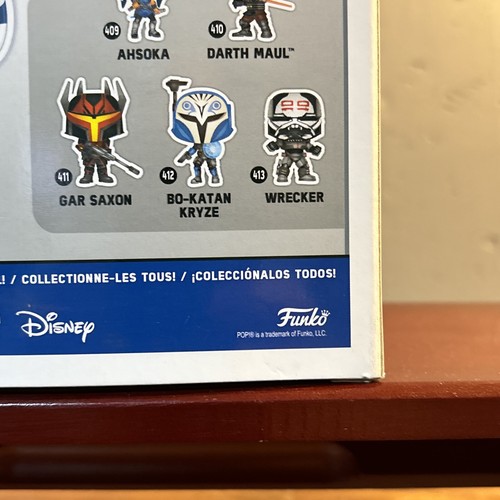 409
AHSOKA
410
DARTH MAUL™
411
GAR SAXON
412
BO-KATAN
KRYZE
413
WRECKER
! / COLLECTIONNE-LES TOUS! / ¡COLECCIÓNALOS TODOS!
Disney
Funko
POP!® is a trademark of Funko, LLC.